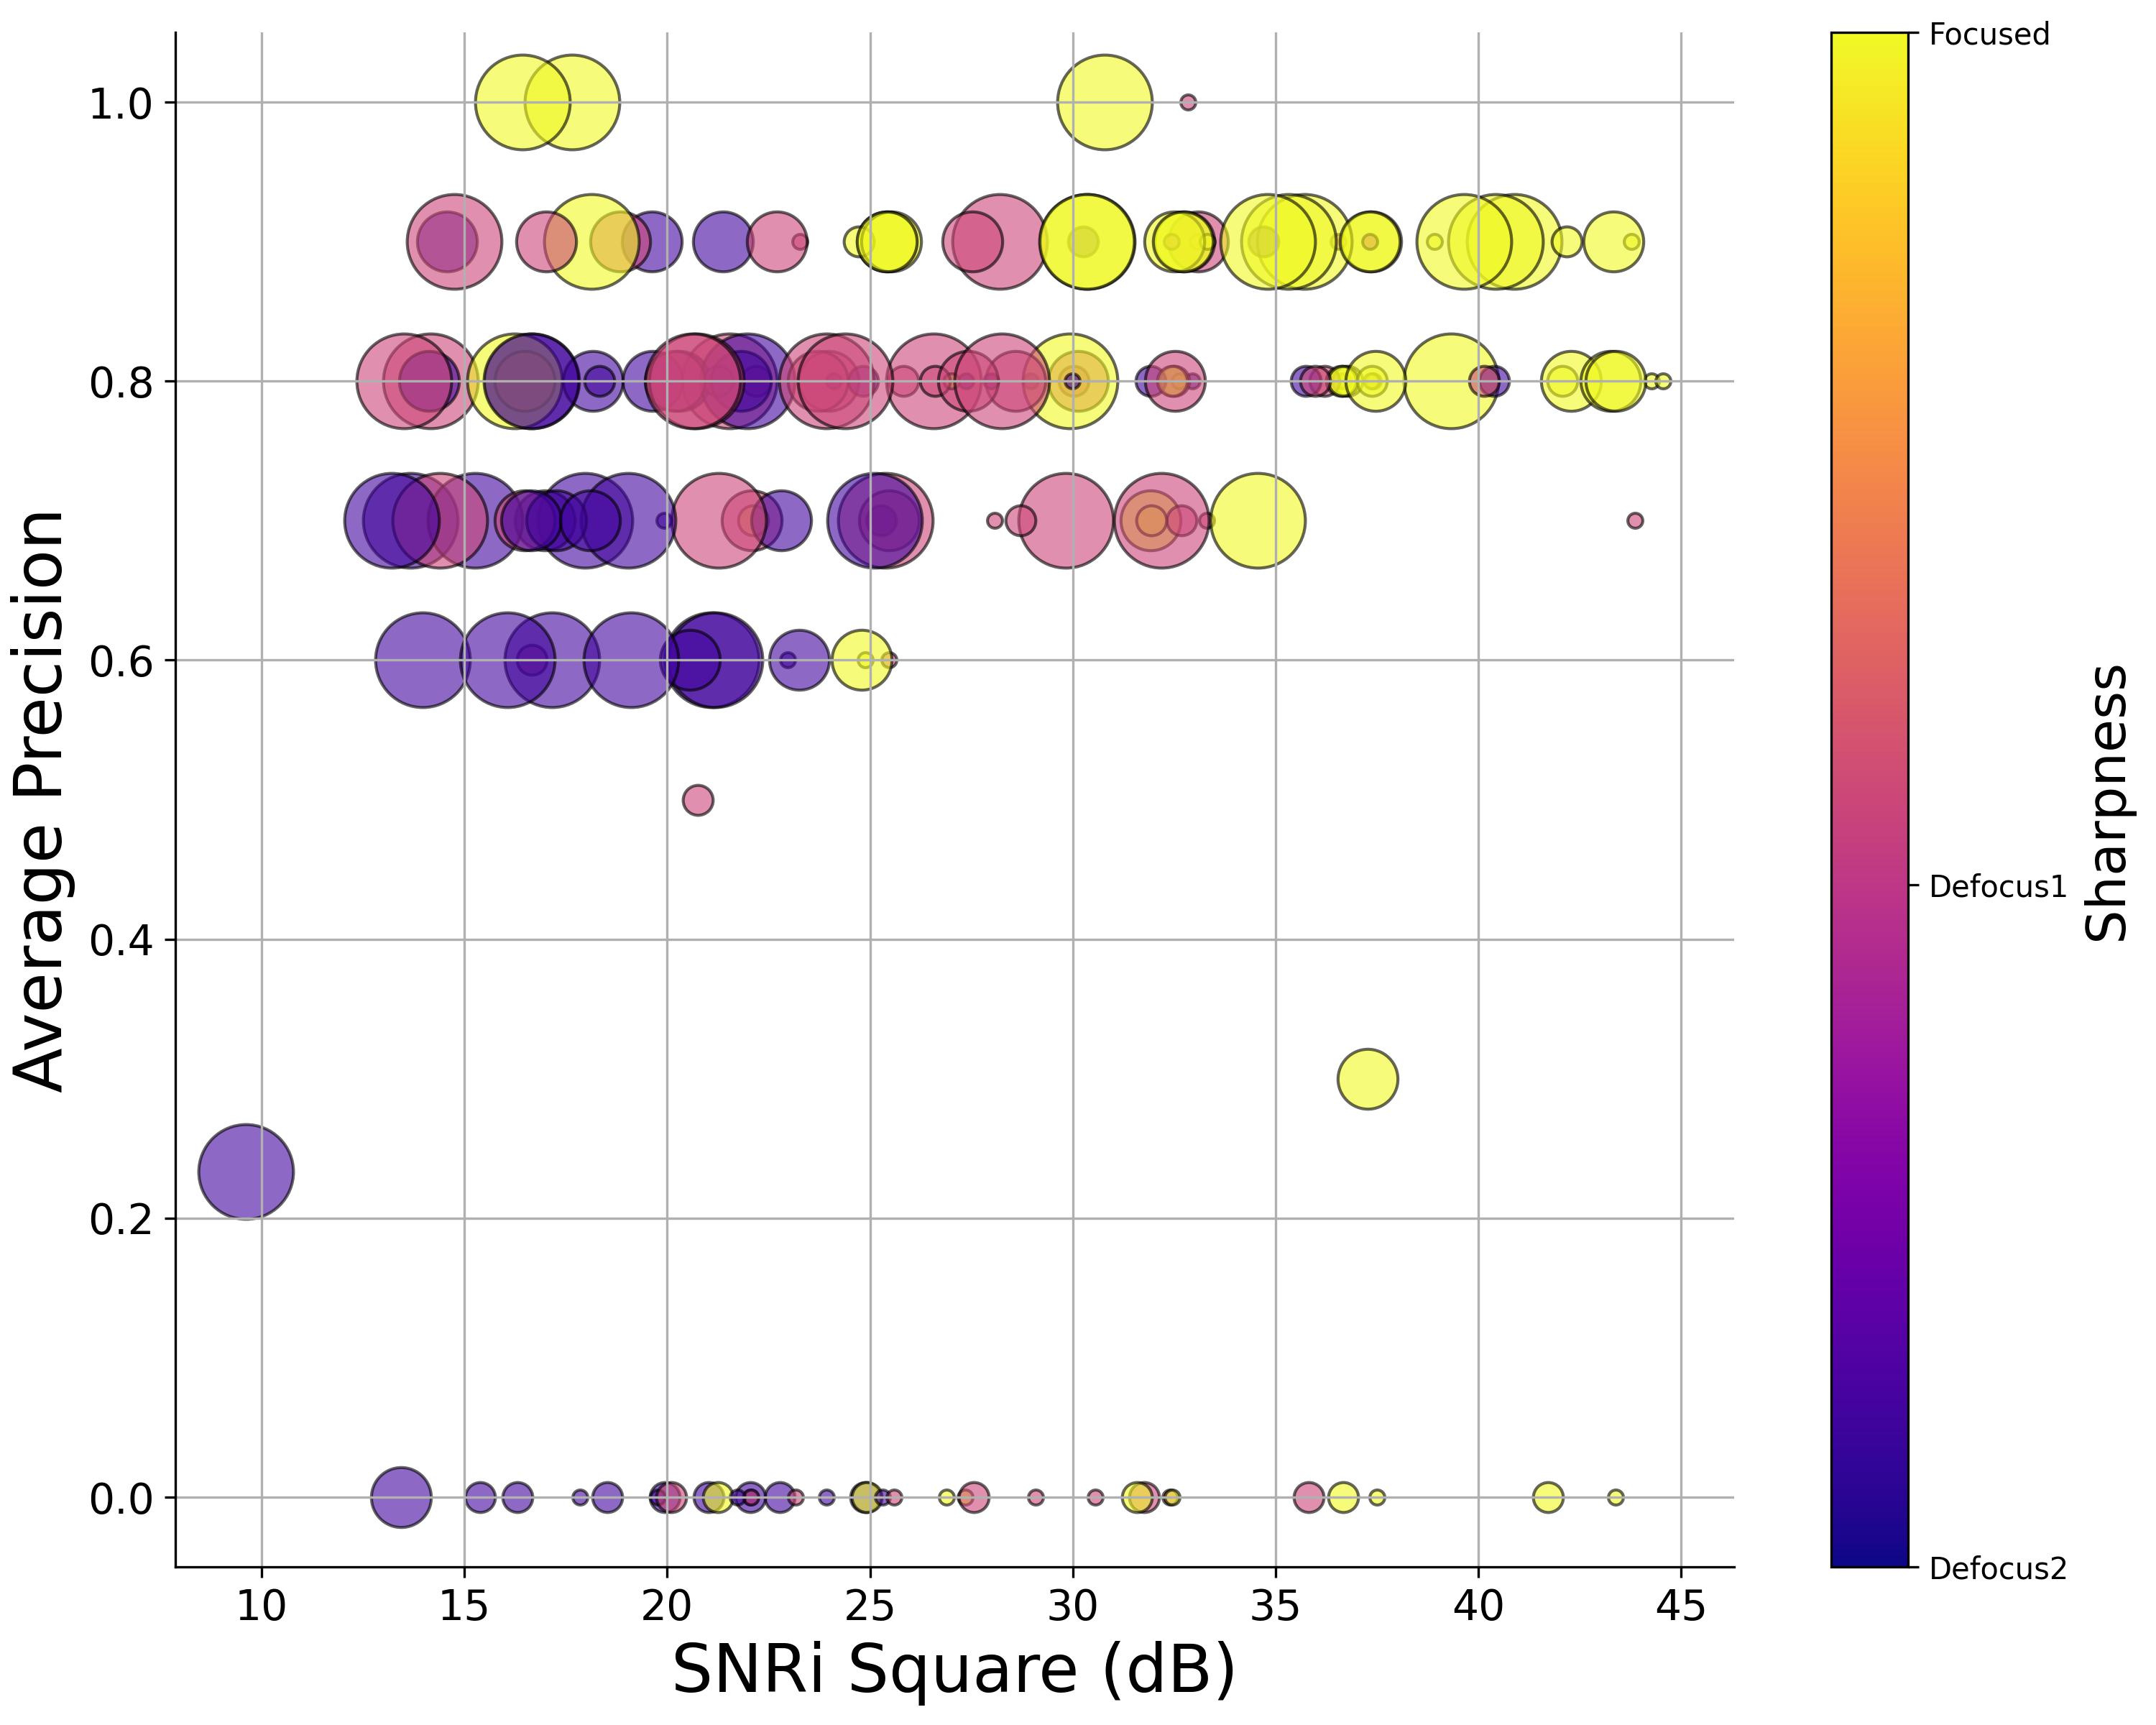 Average Precision
1.0
0.8
0.6
0.4
0.2
0.0
10 15 20 25 30 35 40 45
SNRi Square (dB)
Focused
Defocus1
Defocus2
Sharpness